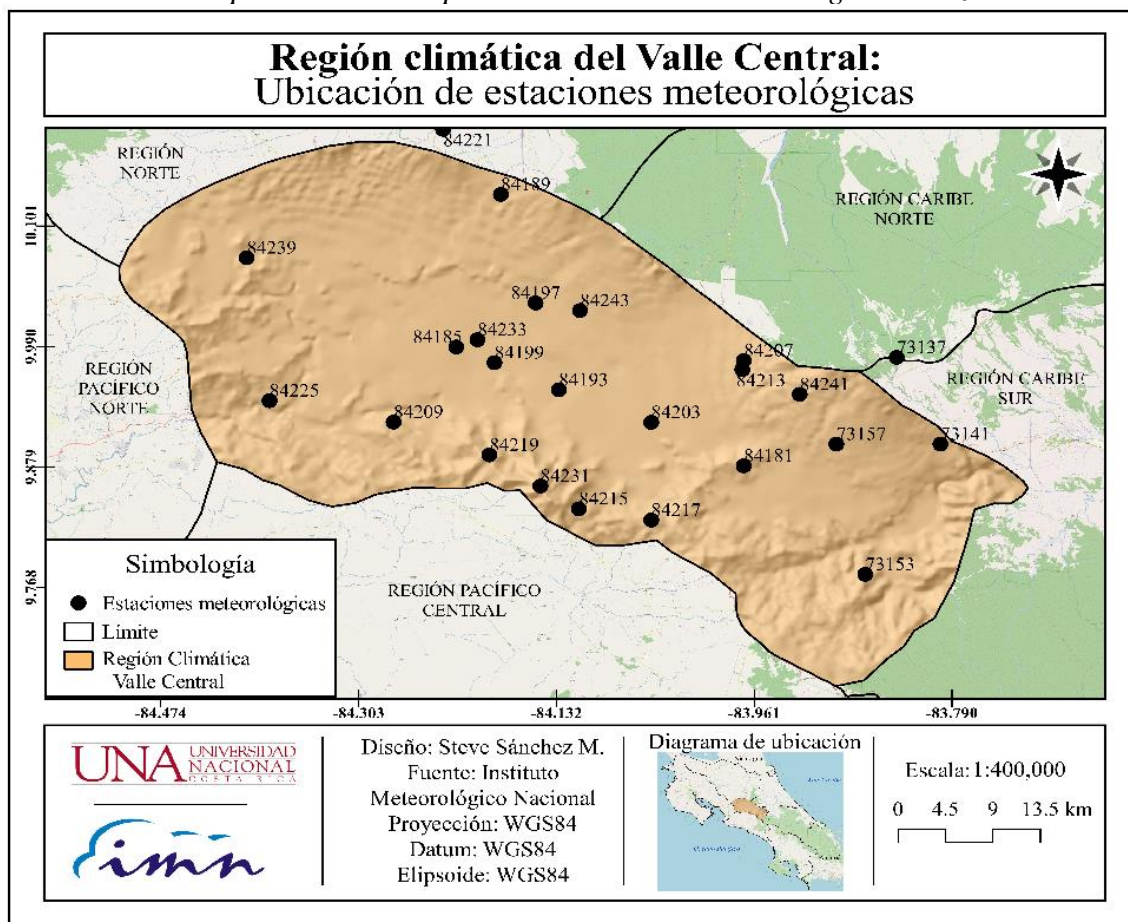 Región climática del Valle Central:
Ubicación de estaciones meteorológicas
84221
REGIÓN
NORTE
84189
REGIÓN CARIBE
NORTE
10.101
84239
84197
84243
84233
84185
84199
9.990
84207
73137
REGIÓN
PACÍFICO
NORTE
84213
REGIÓN CARIBE
SUR
84225
84193
84241
84209
84203
84219
73157
73141
9.879
84181
84231
84215
84217
Simbología
Estaciones meteorológicas
Límite
Región Climática
Valle Central
REGIÓN PACÍFICO
CENTRAL
73153
9.768
-84.474
-84.303
-84.132
-83.961
-83.790
UNA UNIVERSIDAD
NACIONAL
COSTA RICA
imn
Diseño: Steve Sánchez M.
Fuente: Instituto
Meteorológico Nacional
Proyección: WGS84
Datum: WGS84
Elipsoide: WGS84
Diagrama de ubicación
Escala: 1:400,000
0 4.5 9 13.5 km